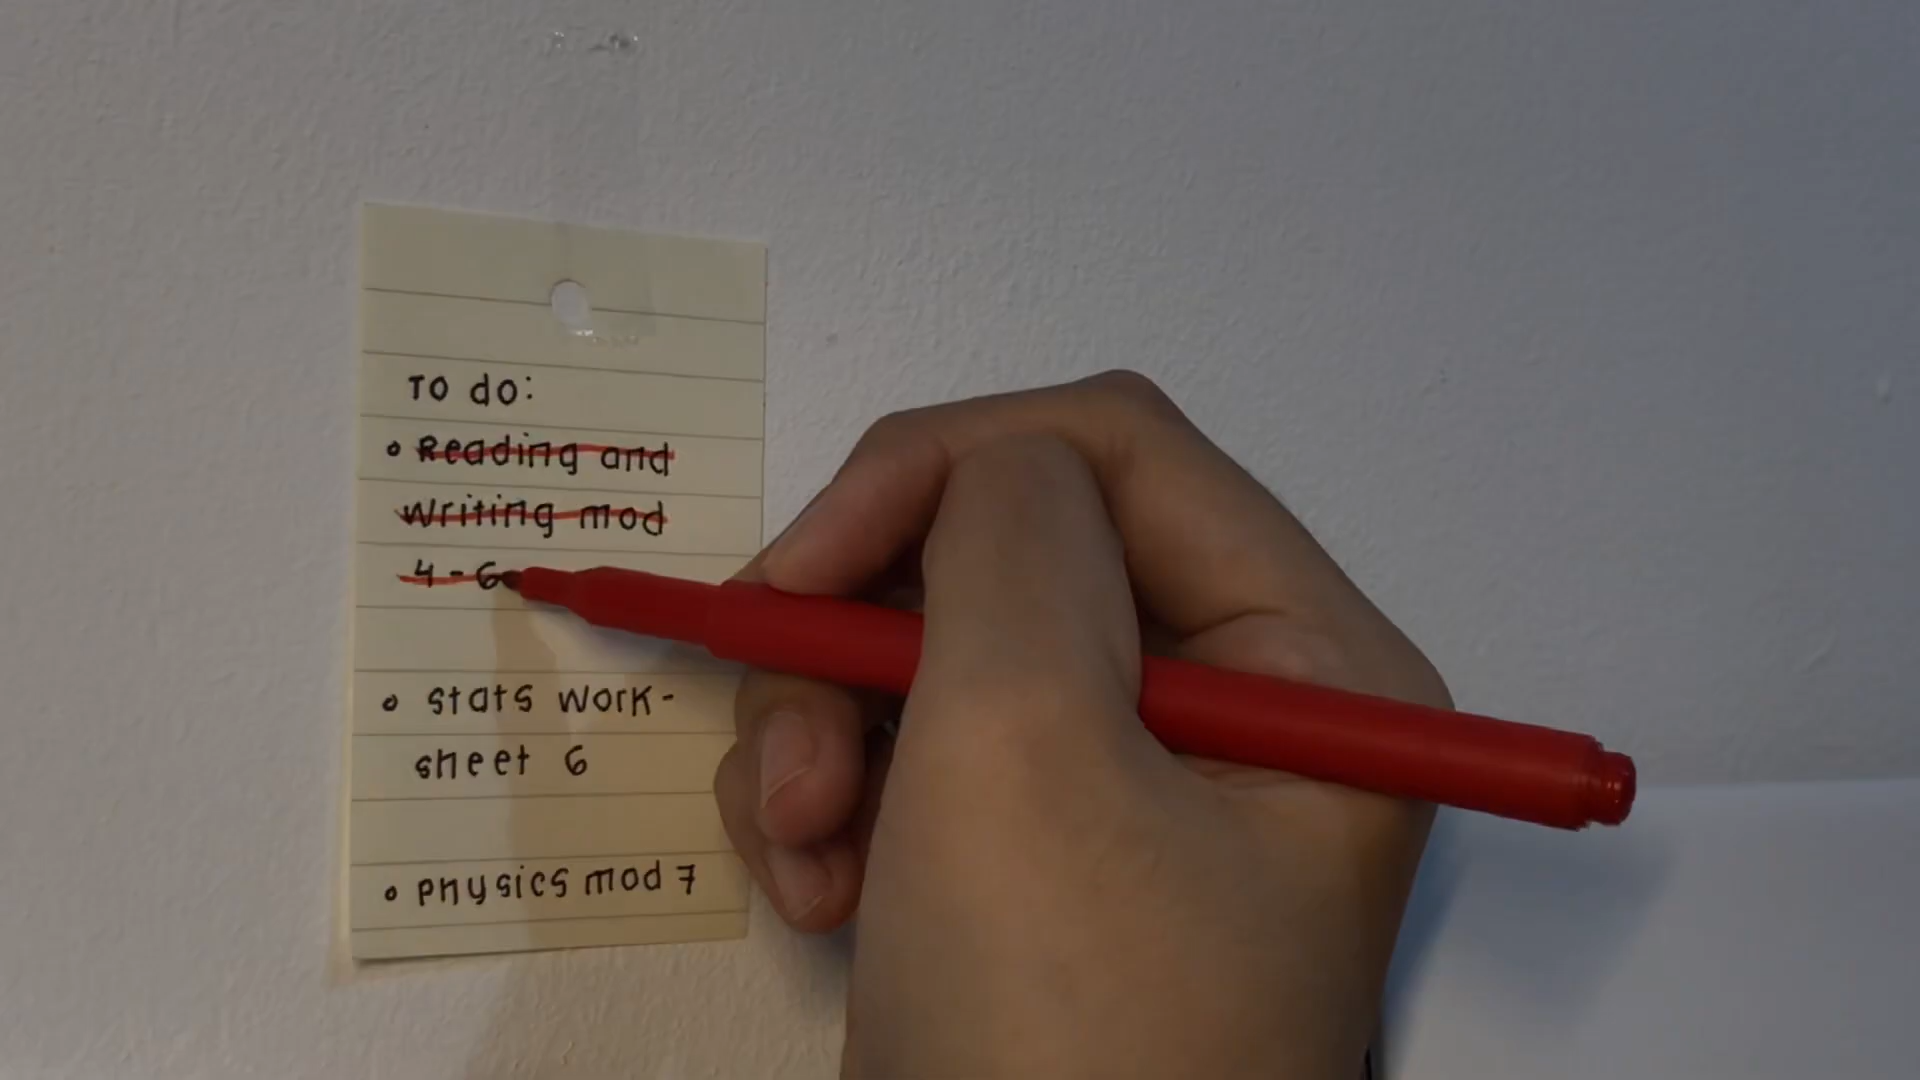 TO do:
Reading and
writing mod
4-6
stats work-
sheet 6
physics mod 7